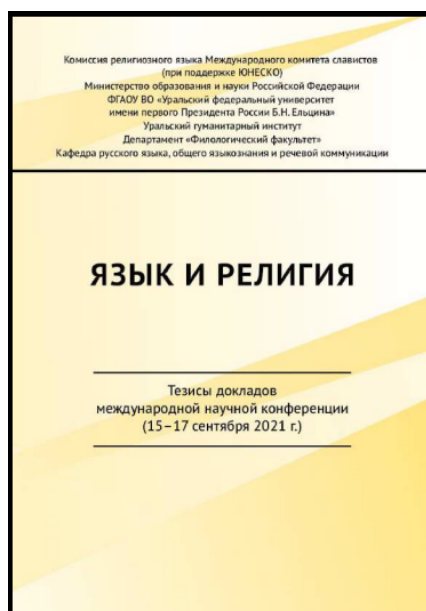 Комиссия религиозного языка Международного комитета славистов
(при поддержке ЮНЕСКО)
Министерство образования и науки Российской Федерации
ФГАОУ ВО «Уральский федеральный университет
имени первого Президента России Б.Н. Ельцина»
Уральский гуманитарный институт
Департамент «Филологический факультет»
Кафедра русского языка, общего языкознания и речевой коммуникации
ЯЗЫК И РЕЛИГИЯ
Тезисы докладов
международной научной конференции
(15–17 сентября 2021 г.)